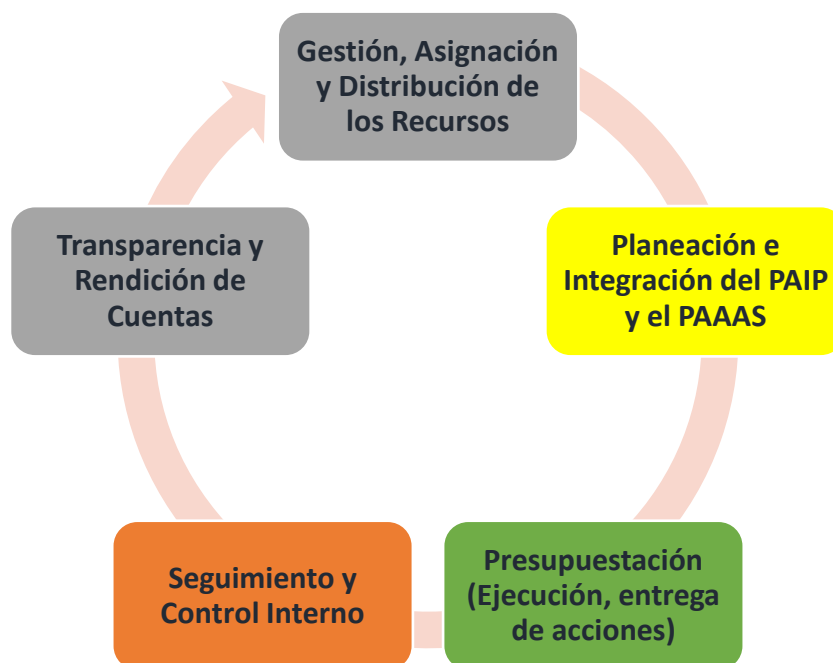 Gestión, Asignación
y Distribución de
los Recursos
Planeación e
Integración del PAIP
y el PAAAS
Presupuestación
(Ejecución, entrega
de acciones)
Seguimiento y
Control Interno
Transparencia y
Rendición de
Cuentas